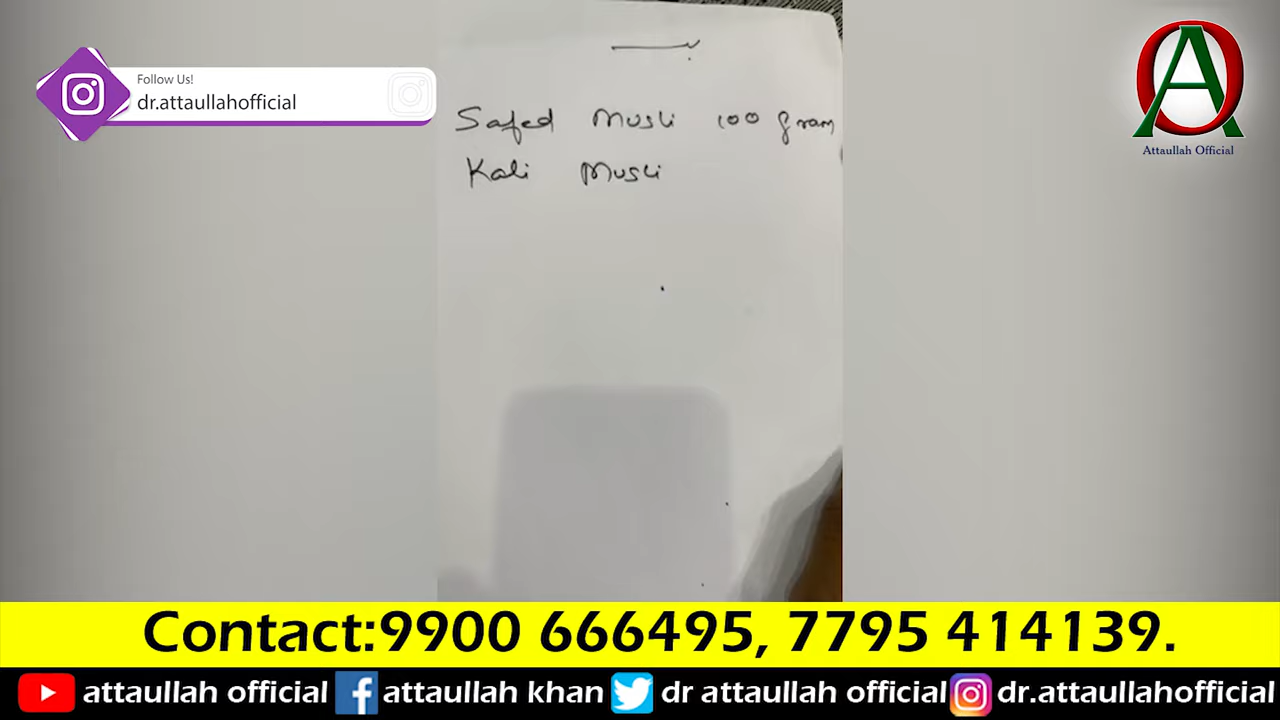 Follow Us!
dr.attaullahofficial
Attaullah Official
Safed Musli 100 gram
Kali Musli
Contact:9900 666495, 7795 414139.
attaullah official attaullah khan dr attaullah official dr.attaullahofficial